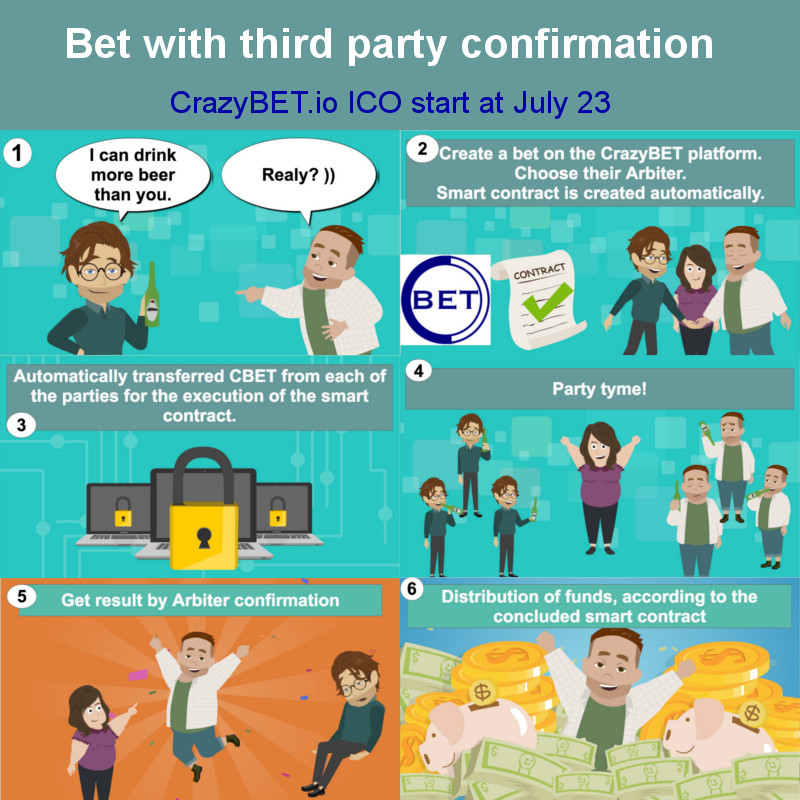 Bet with third party confirmation
CrazyBET.io ICO start at July 23
1
I can drink
more beer
than you.
Realy? ))
2
Create a bet on the CrazyBET platform.
Choose their Arbiter.
Smart contract is created automatically.
BET
CONTRACT
Automatically transferred CBET from each of
the parties for the execution of the smart
contract.
3
4
Party tyme!
5
Get result by Arbiter confirmation
6
Distribution of funds, according to the
concluded smart contract
$
$